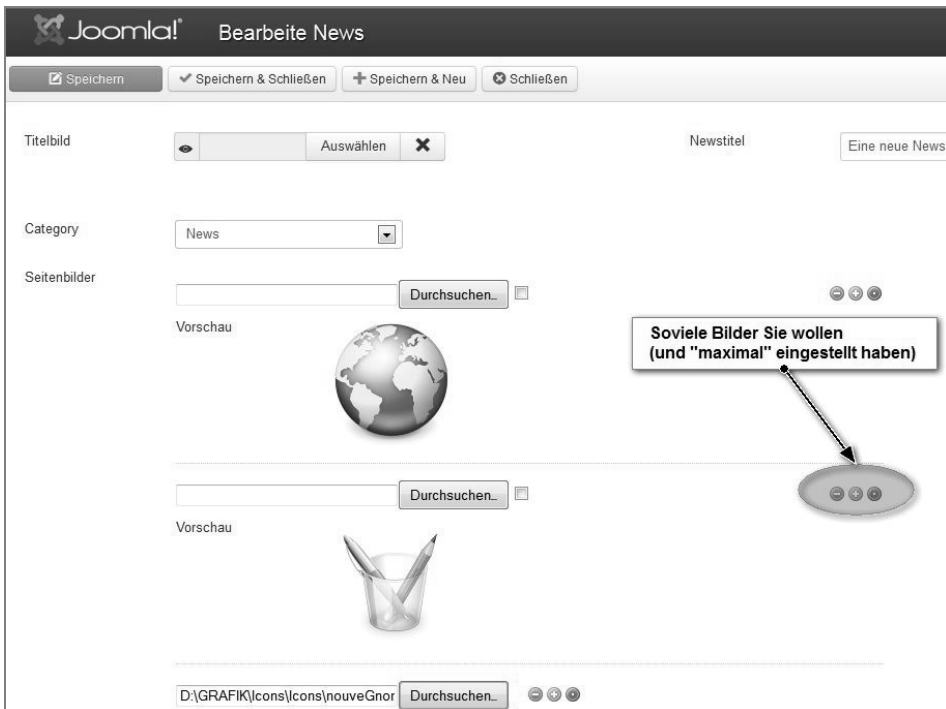 Joomla! Bearbeite News
Speichern Speichern & Schließen Speichern & Neu Schließen
Titelbild Auswählen Newstitel Eine neue News
Category News
Seitenbilder Durchsuchen...
Vorschau
Soviele Bilder Sie wollen
(und "maximal" eingestellt haben)
Durchsuchen...
Vorschau
D:\GRAFIK\Icons\Icons\nouveGnor Durchsuchen...